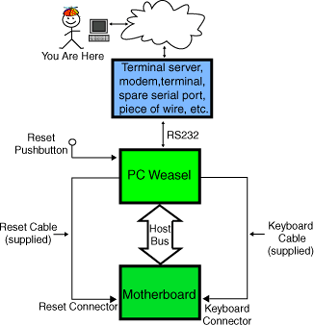 You Are Here
Terminal server,
modem,terminal,
spare serial port,
piece of wire, etc.
RS232
Reset
Pushbutton
PC Weasel
Reset Cable
(supplied)
Host
Bus
Keyboard
Cable
(supplied)
Reset Connector
Motherboard
Keyboard
Connector